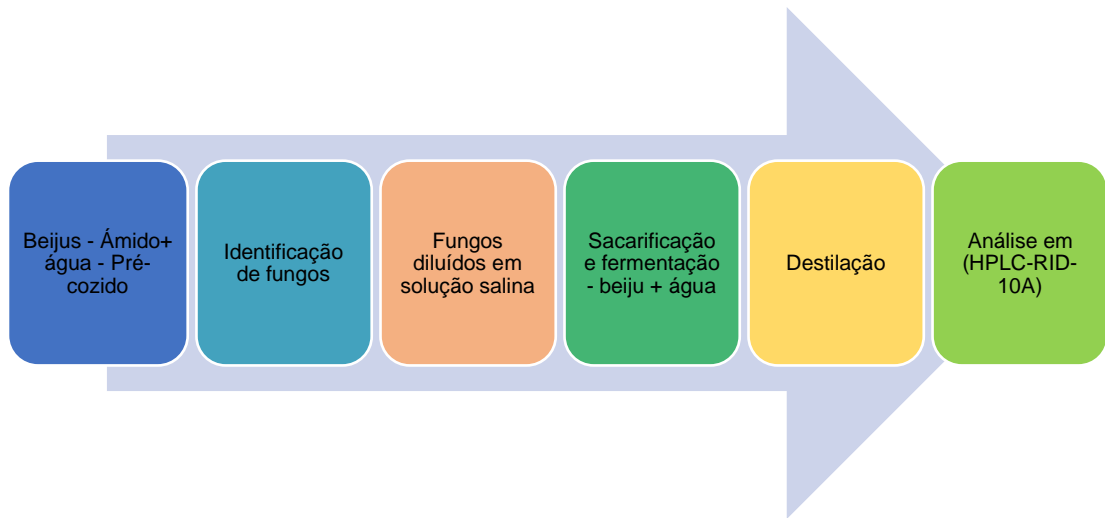 Beijus - Ámido+
água - Pré-
cozido
Identificação
de fungos
Fungos
diluídos em
solução salina
Sacarificação
e fermentação
- beiju + água
Destilação
Análise em
(HPLC-RID-
10A)